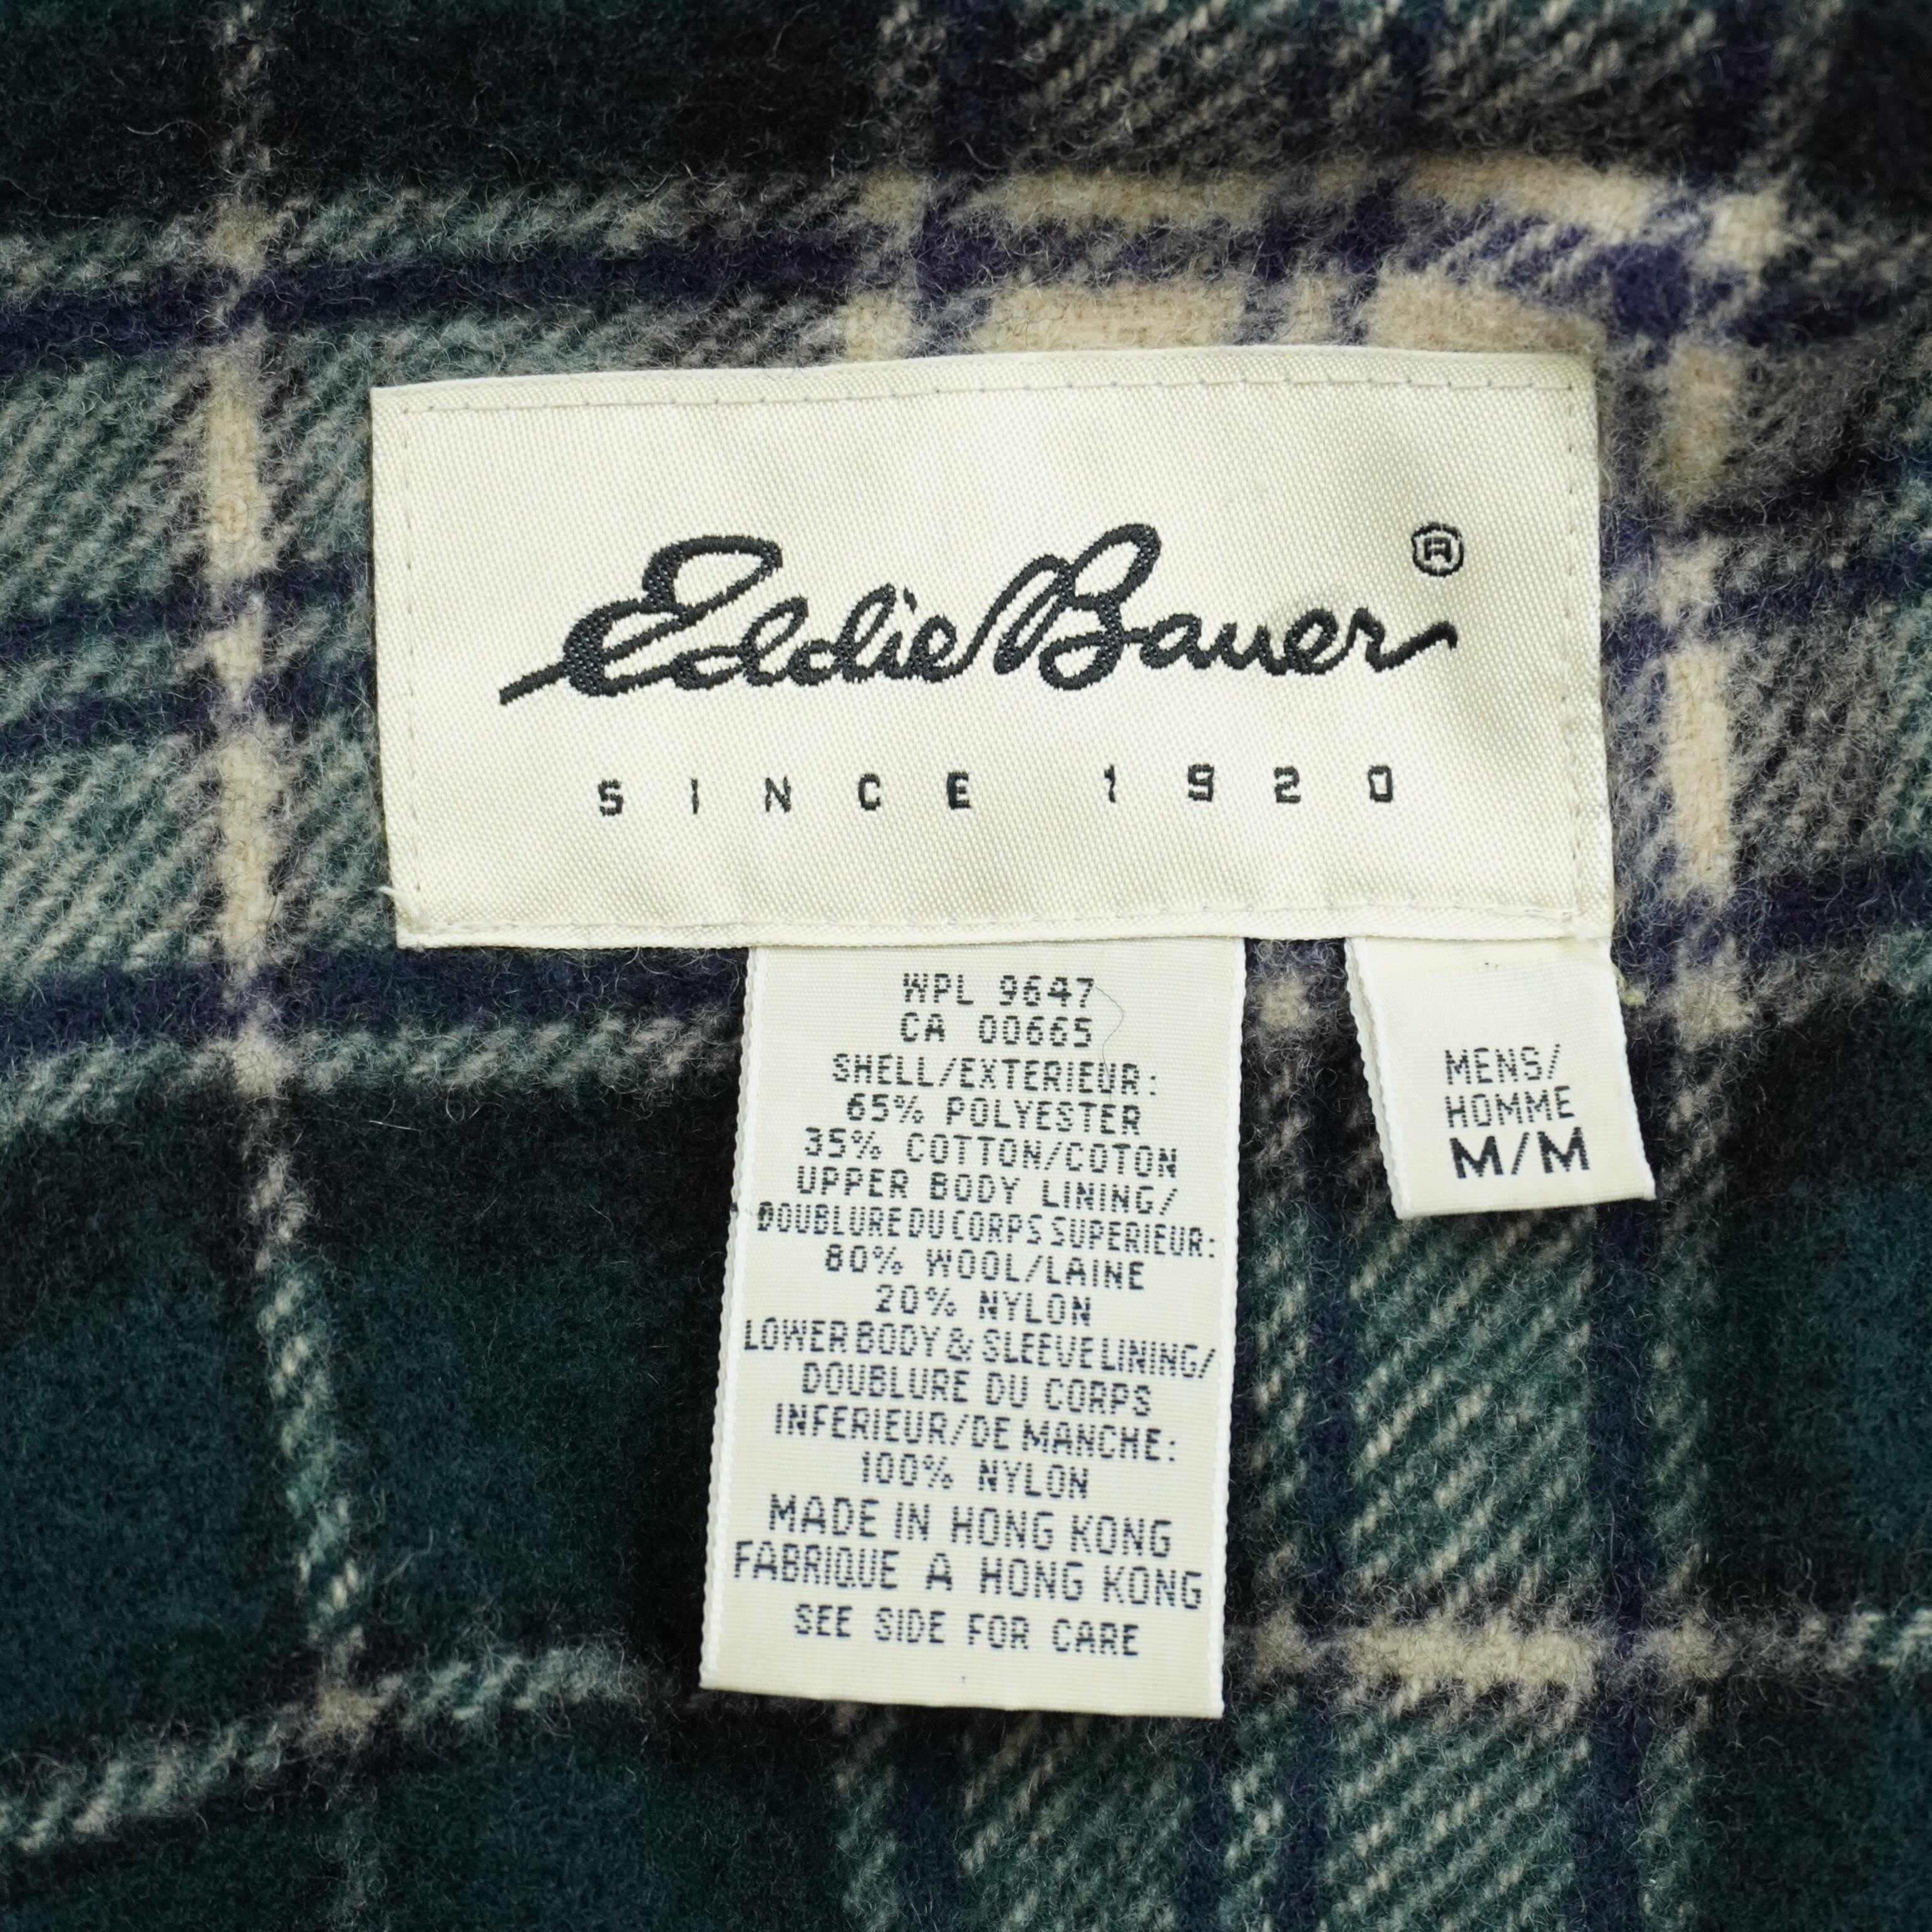 Eddie Bauer®
SINCE 1920
WPL 9647
CA 00665
SHELL/EXTERIEUR:
65% POLYESTER
35% COTTON/COTON
UPPER BODY LINING/
DOUBLURE DU CORPS SUPERIEUR:
80% WOOL/LAINE
20% NYLON
LOWER BODY & SLEEVE LINING/
DOUBLURE DU CORPS
INFERIEUR/DE MANCHE:
100% NYLON
MADE IN HONG KONG
FABRIQUE A HONG KONG
SEE SIDE FOR CARE
MENS/
HOMME
M/M